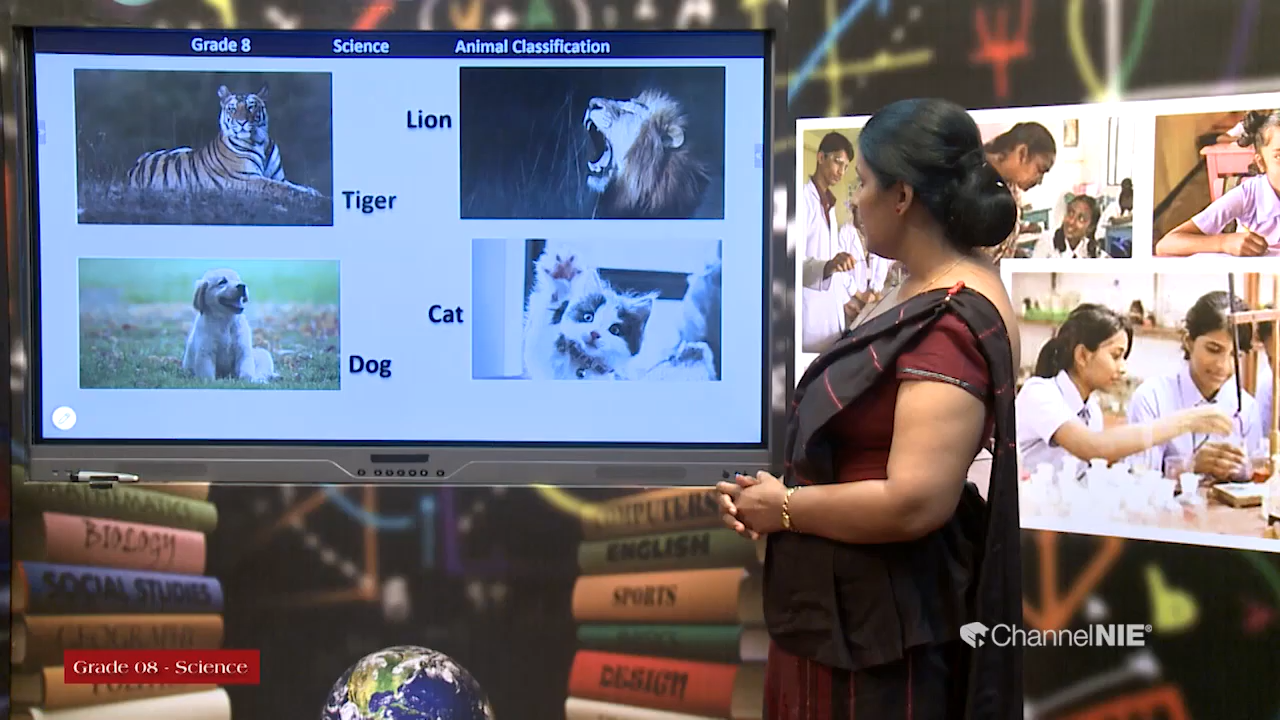 Grade 8 Science Animal Classification
Lion
Tiger
Cat
Dog
BIOLOGY
SOCIAL STUDIES
COMPUTERS
ENGLISH
SPORTS
DESIGN
ChannelNIE®
Grade 08 - Science